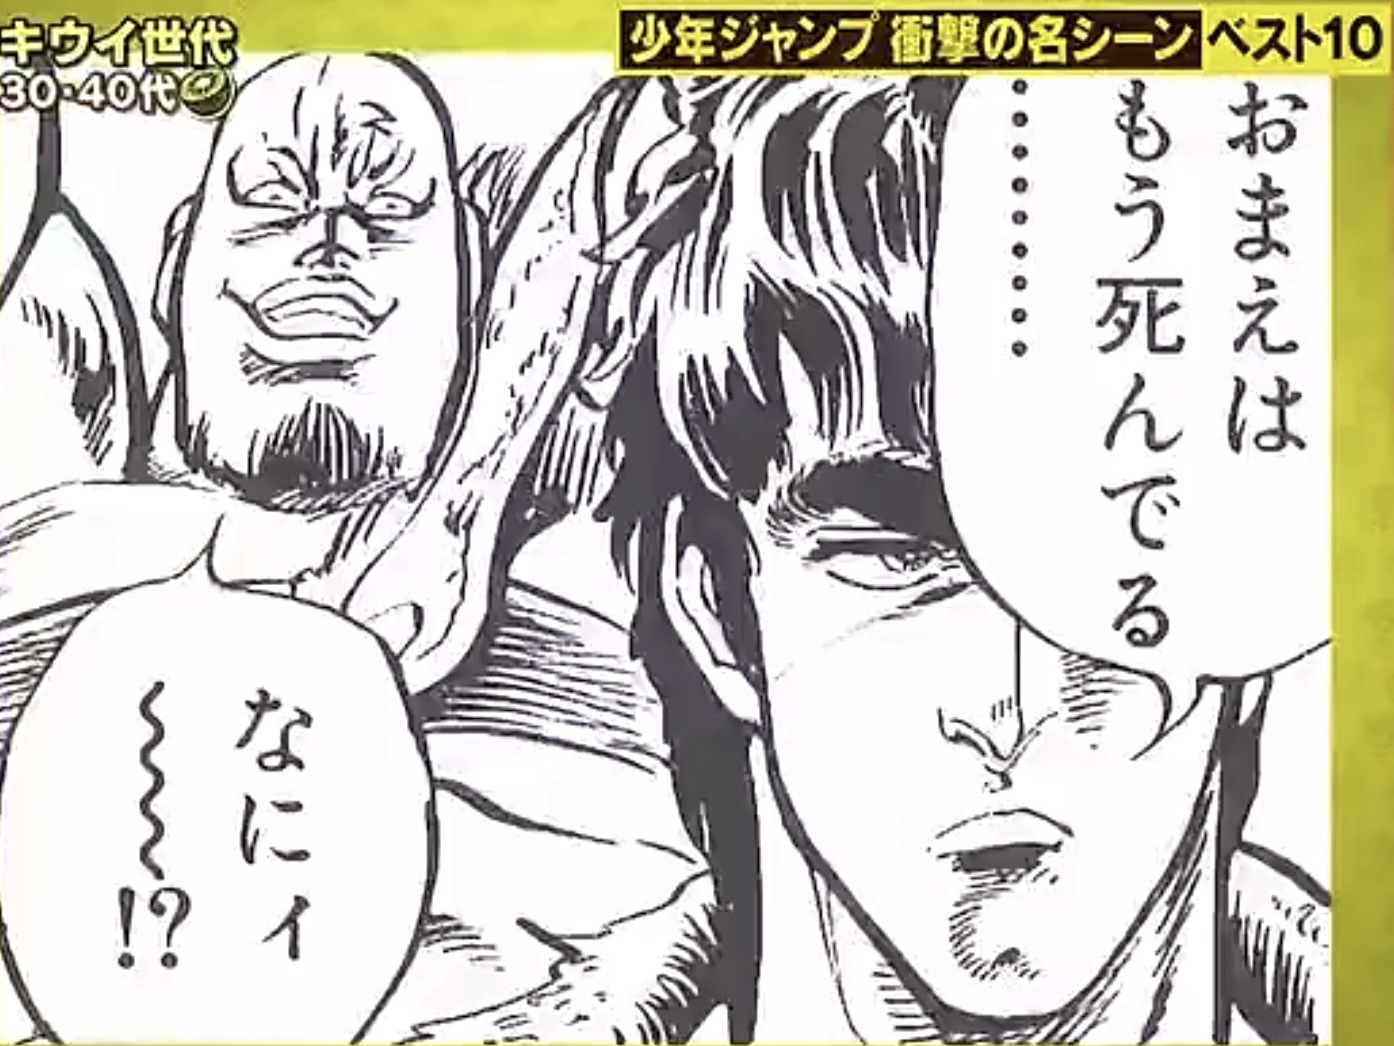 キウイ世代
30・40代
少年ジャンプ 衝撃の名シーン ベスト10
おまえは
もう死んでる
………
なにィ
〜〜〜!?